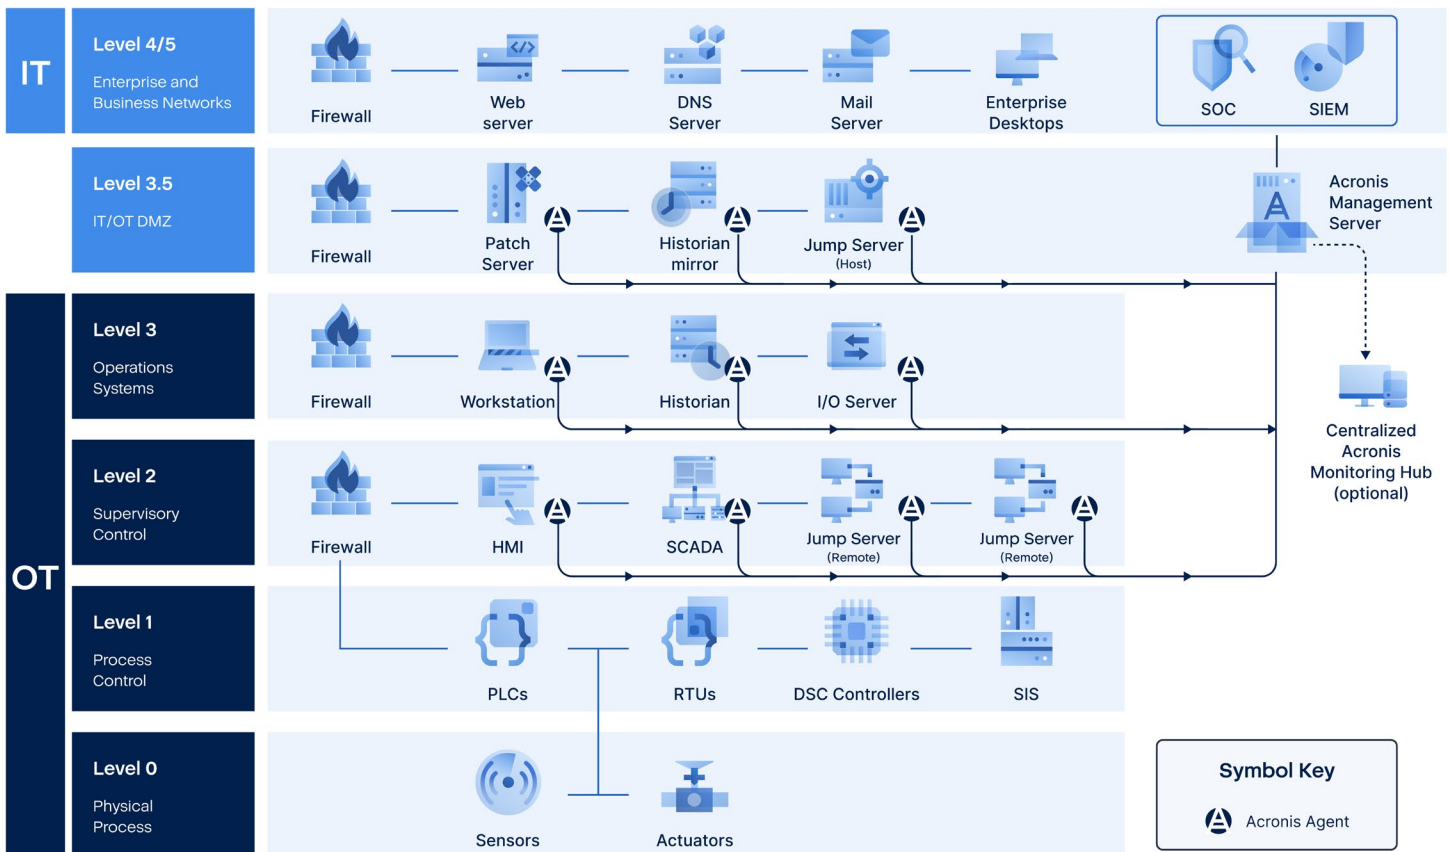 IT
Level 4/5
Enterprise and
Business Networks
Firewall
Web
server
DNS
Server
Mail
Server
Enterprise
Desktops
SOC
SIEM
Level 3.5
IT/OT DMZ
Firewall
Patch
Server
Historian
mirror
Jump Server
(Host)
Acronis
Management
Server
OT
Level 3
Operations
Systems
Firewall
Workstation
Historian
I/O Server
Centralized
Acronis
Monitoring Hub
(optional)
Level 2
Supervisory
Control
Firewall
HMI
SCADA
Jump Server
(Remote)
Jump Server
(Remote)
Level 1
Process
Control
PLCs
RTUs
DSC Controllers
SIS
Level 0
Physical
Process
Sensors
Actuators
Symbol Key
Acronis Agent